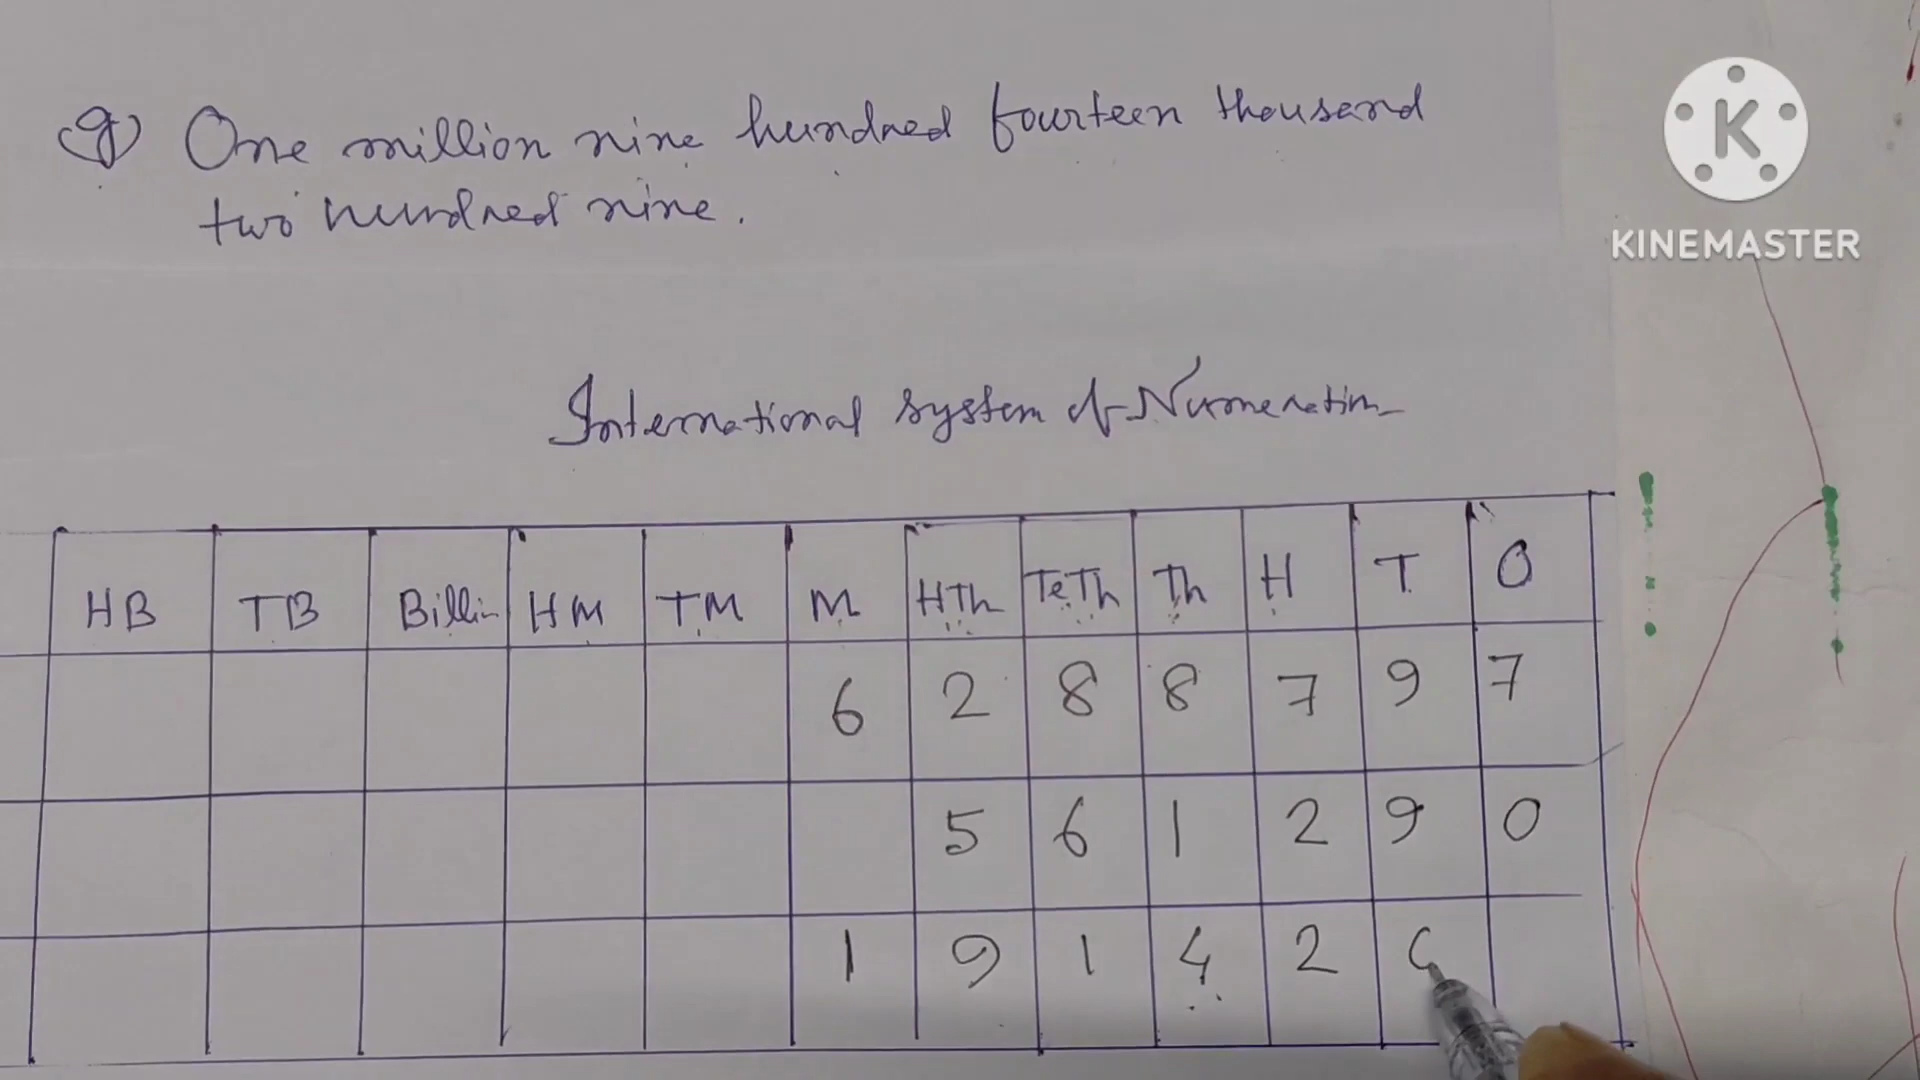 (g) One million nine hundred fourteen thousand
two hundred nine.
K
KINEMASTER
International system of Numeration
HB TB Billin HM TM M HTh TeTh Th H T O
6 2 8 8 7 9 7
5 6 1 2 9 0
1 9 1 4 2